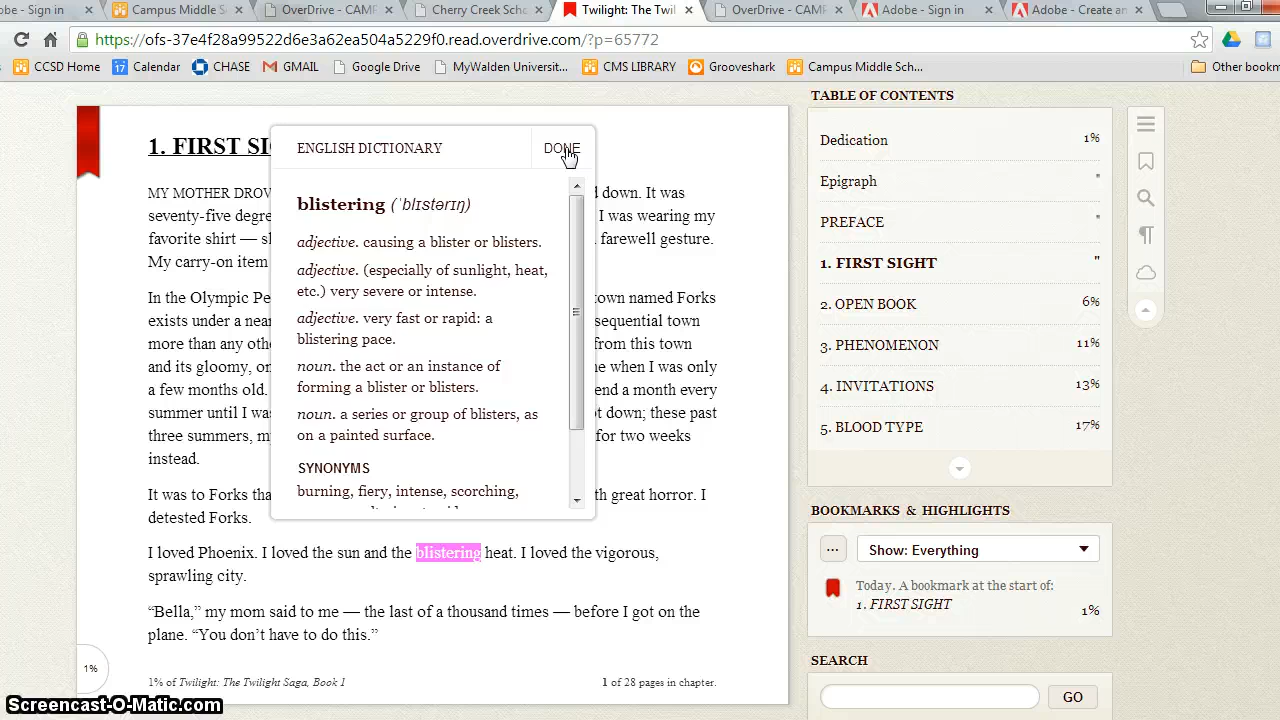 obe - Sign in
Campus Middle S
OverDrive - CAMP
Cherry Creek Scho
Twilight: The Twil
OverDrive - CAM
Adobe - Sign in
Adobe - Create an
https://ofs-37e4f28a99522d6e3a62ea504a5229f0.read.overdrive.com/?p=65772
CCSD Home
17
Calendar
CHASE
GMAIL
Google Drive
MyWalden Universit...
CMS LIBRARY
Grooveshark
Campus Middle Sch...
Other bookm
1. FIRST SI
MY MOTHER DROV
d down. It was
seventy-five degre
I was wearing my
favorite shirt — sl
farewell gesture.
My carry-on item
In the Olympic Pe
town named Forks
exists under a near
sequential town
more than any othe
from this town
and its gloomy, on
ne when I was only
a few months old.
end a month every
summer until I wa
ot down; these past
three summers, my
for two weeks
instead.
It was to Forks tha
th great horror. I
detested Forks.
I loved Phoenix. I loved the sun and the blistering heat. I loved the vigorous,
sprawling city.
“Bella,” my mom said to me — the last of a thousand times — before I got on the
plane. “You don’t have to do this.”
1%
1% of Twilight: The Twilight Saga, Book 1
1 of 28 pages in chapter.
ENGLISH DICTIONARY
DONE
blistering (ˈblɪstərɪŋ)
adjective. causing a blister or blisters.
adjective. (especially of sunlight, heat,
etc.) very severe or intense.
adjective. very fast or rapid: a
blistering pace.
noun. the act or an instance of
forming a blister or blisters.
noun. a series or group of blisters, as
on a painted surface.
SYNONYMS
burning, fiery, intense, scorching,
TABLE OF CONTENTS
Dedication 1%
Epigraph "
PREFACE "
1. FIRST SIGHT "
2. OPEN BOOK 6%
3. PHENOMENON 11%
4. INVITATIONS 13%
5. BLOOD TYPE 17%
BOOKMARKS & HIGHLIGHTS
... Show: Everything
Today. A bookmark at the start of:
1. FIRST SIGHT 1%
SEARCH
GO
Screencast-O-Matic.com